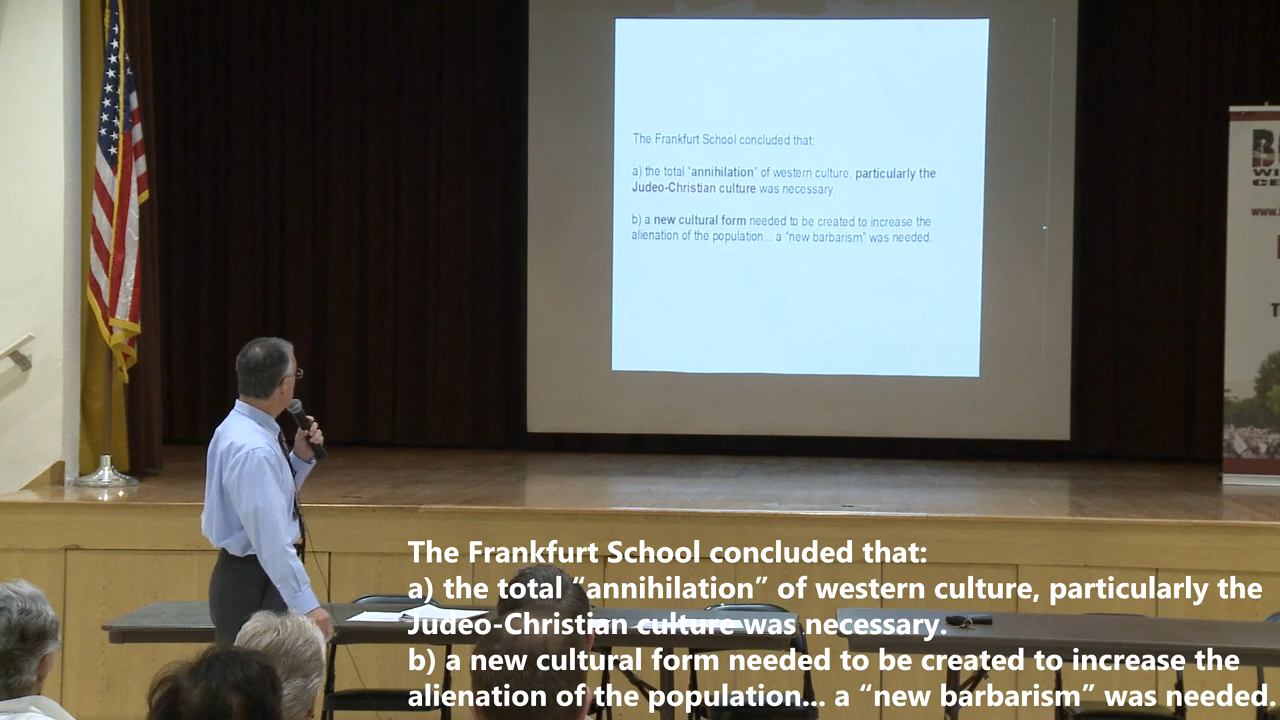 The Frankfurt School concluded that:
a) the total “annihilation” of western culture, particularly the
Judeo-Christian culture was necessary.
b) a new cultural form needed to be created to increase the
alienation of the population... a “new barbarism” was needed.
The Frankfurt School concluded that:
a) the total “annihilation” of western culture, particularly the
Judeo-Christian culture was necessary.
b) a new cultural form needed to be created to increase the
alienation of the population... a “new barbarism” was needed.